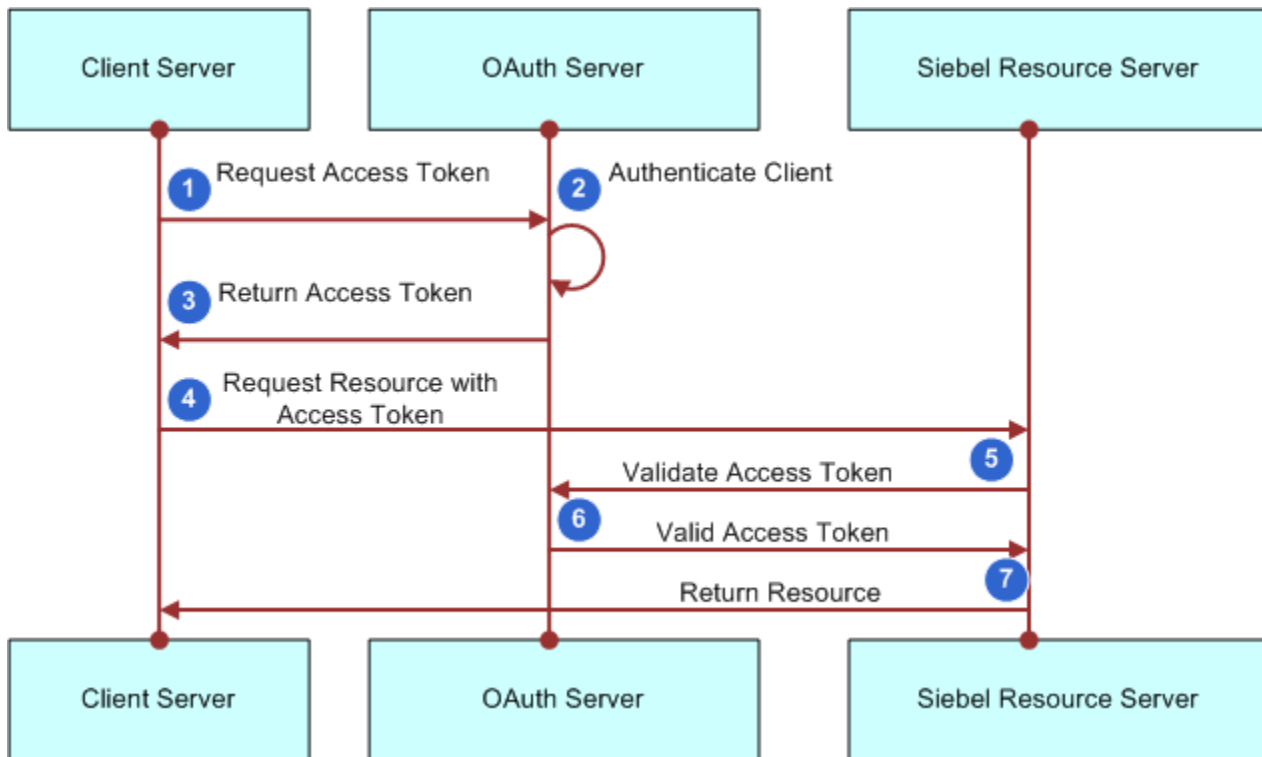 Client Server
OAuth Server
Siebel Resource Server
1
Request Access Token
2
Authenticate Client
3
Return Access Token
4
Request Resource with
Access Token
5
Validate Access Token
6
Valid Access Token
7
Return Resource
Client Server
OAuth Server
Siebel Resource Server